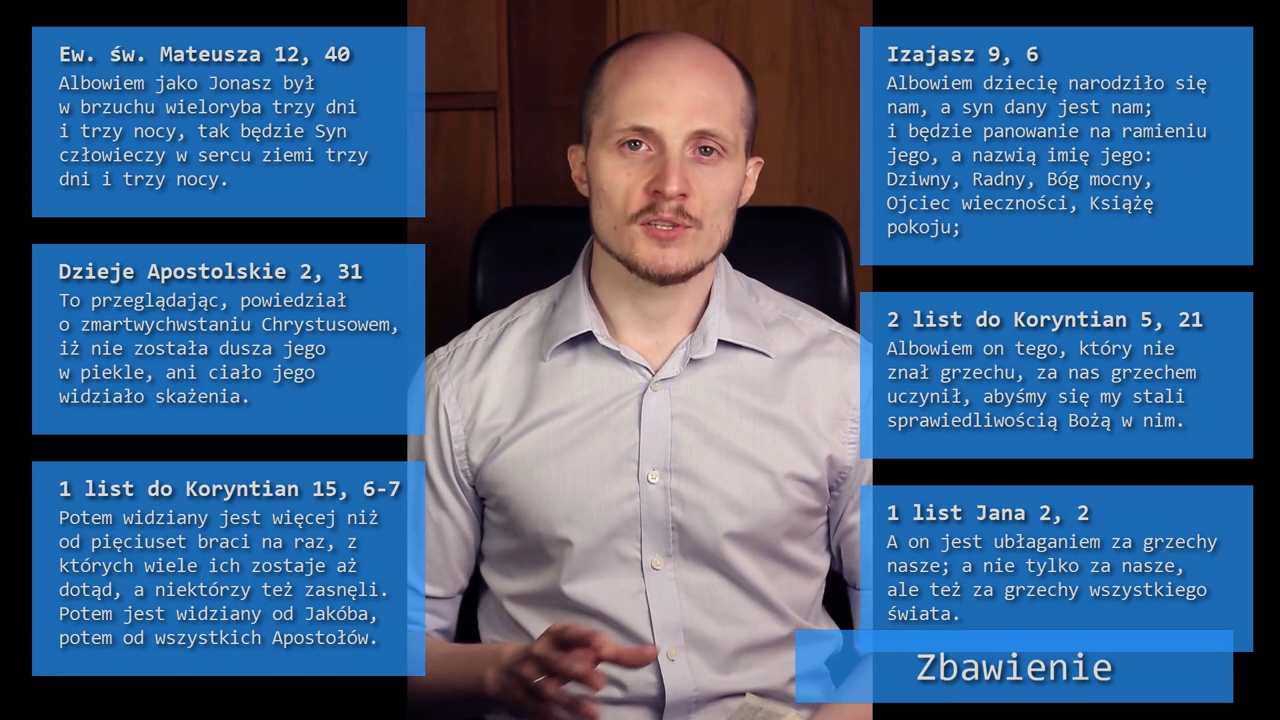 Ew. św. Mateusza 12, 40
Albowiem jako Jonasz był
w brzuchu wieloryba trzy dni
i trzy nocy, tak będzie Syn
człowieczy w sercu ziemi trzy
dni i trzy nocy.
Dzieje Apostolskie 2, 31
To przeglądając, powiedział
o zmartwychwstaniu Chrystusowem,
iż nie została dusza jego
w piekle, ani ciało jego
widziało skażenia.
1 list do Koryntian 15, 6-7
Potem widziany jest więcej niż
od pięciuset braci na raz, z
których wiele ich zostaje aż
dotąd, a niektórzy też zasnęli.
Potem jest widziany od Jakóba,
potem od wszystkich Apostołów.
Izajasz 9, 6
Albowiem dziecię narodziło się
nam, a syn dany jest nam;
i będzie panowanie na ramieniu
jego, a nazwią imię jego:
Dziwny, Radny, Bóg mocny,
Ojciec wieczności, Książę
pokoju;
2 list do Koryntian 5, 21
Albowiem on tego, który nie
znał grzechu, za nas grzechem
uczynił, abyśmy się my stali
sprawiedliwością Bożą w nim.
1 list Jana 2, 2
A on jest ubłaganiem za grzechy
nasze; a nie tylko za nasze,
ale też za grzechy wszystkiego
świata.
Zbawienie